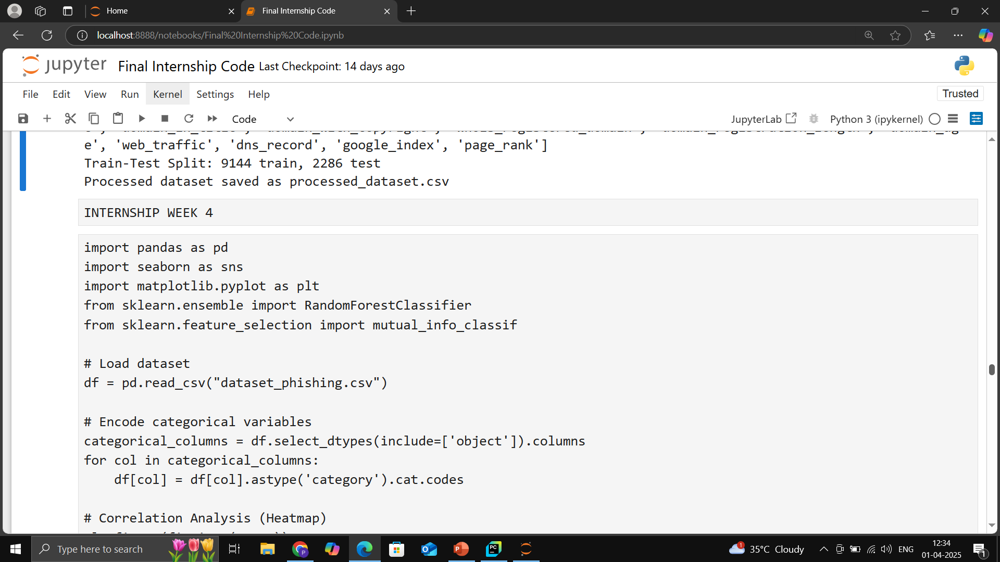 Home
Final Internship Code
localhost:8888/notebooks/Final%20Internship%20Code.ipynb
jupyter Final Internship Code Last Checkpoint: 14 days ago
File Edit View Run Kernel Settings Help
Trusted
Code
JupyterLab
Python 3 (ipykernel)
e', 'web_traffic', 'dns_record', 'google_index', 'page_rank']
Train-Test Split: 9144 train, 2286 test
Processed dataset saved as processed_dataset.csv
INTERNSHIP WEEK 4
import pandas as pd
import seaborn as sns
import matplotlib.pyplot as plt
from sklearn.ensemble import RandomForestClassifier
from sklearn.feature_selection import mutual_info_classif
# Load dataset
df = pd.read_csv("dataset_phishing.csv")
# Encode categorical variables
categorical_columns = df.select_dtypes(include=['object']).columns
for col in categorical_columns:
    df[col] = df[col].astype('category').cat.codes
# Correlation Analysis (Heatmap)
Type here to search
P
PC
P
1
35°C Cloudy
ENG
12:34
01-04-2025
1